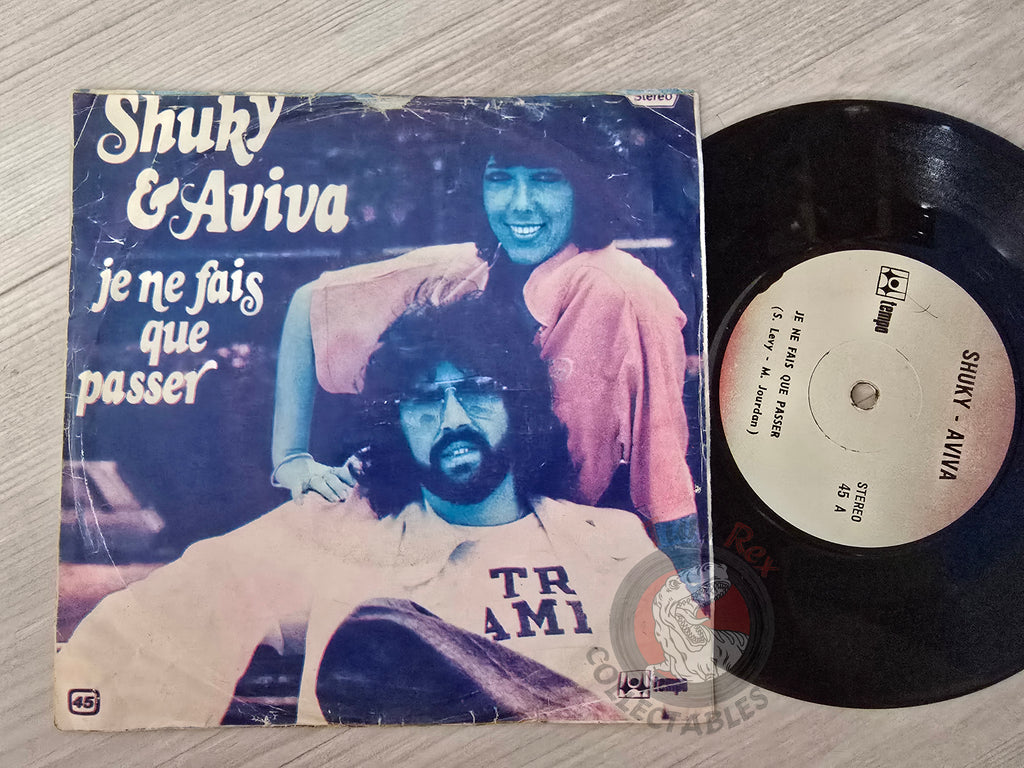 Shuky
& Aviva
je ne fais
que
passer
Stereo
TR
AMI
45
tempo
tempo
SHUKY - AVIVA
JE NE FAIS QUE PASSER
(S. Levy - M. Jourdan)
STEREO
45 A
Rex
COLLECTABLES